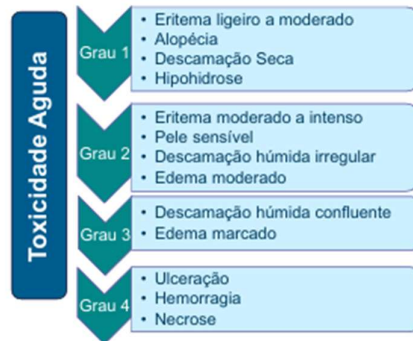 Toxicidade Aguda
Grau 1
• Eritema ligeiro a moderado
• Alopécia
• Descamação Seca
• Hipohidrose
Grau 2
• Eritema moderado a intenso
• Pele sensível
• Descamação húmida irregular
• Edema moderado
Grau 3
• Descamação húmida confluente
• Edema marcado
Grau 4
• Ulceração
• Hemorragia
• Necrose